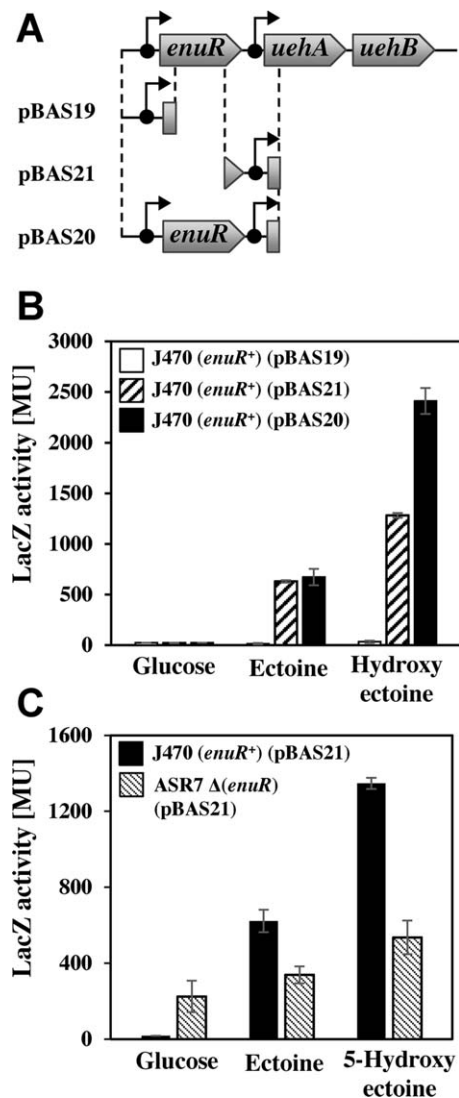 A
enuR uehA uehB
pBAS19
pBAS21
pBAS20
enuR
B
3000
2500
2000
1500
1000
500
0
LacZ activity [MU]
J470 (enuR⁺) (pBAS19)
J470 (enuR⁺) (pBAS21)
J470 (enuR⁺) (pBAS20)
Glucose Ectoine Hydroxy
ectoine
C
1600
1200
800
400
0
LacZ activity [MU]
J470 (enuR⁺) (pBAS21)
ASR7 Δ(enuR)
(pBAS21)
Glucose Ectoine 5-Hydroxy
ectoine